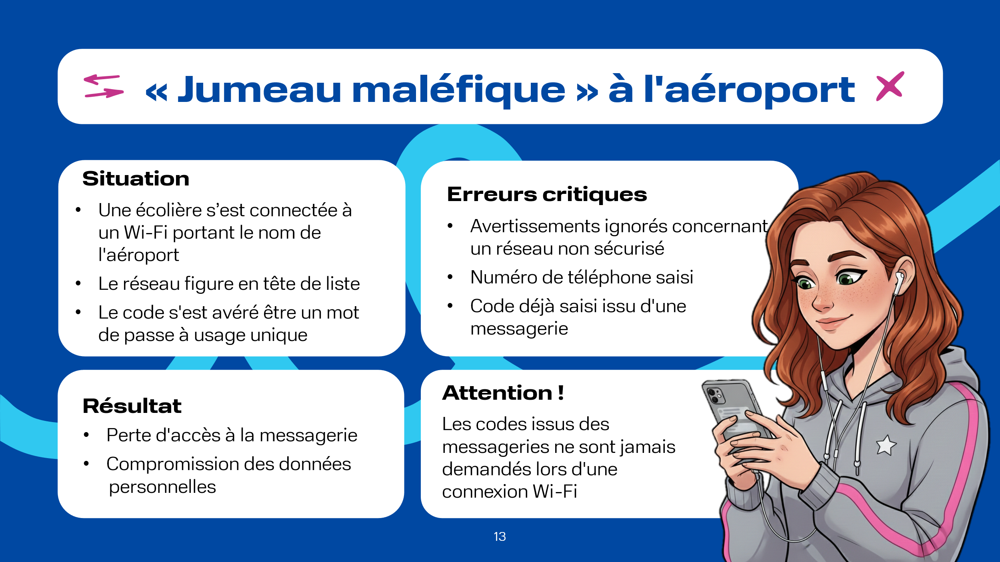 « Jumeau maléfique » à l'aéroport
Situation
• Une écolière s’est connectée à
un Wi-Fi portant le nom de
l'aéroport
• Le réseau figure en tête de liste
• Le code s'est avéré être un mot
de passe à usage unique
Erreurs critiques
• Avertissements ignorés concernant
un réseau non sécurisé
• Numéro de téléphone saisi
• Code déjà saisi issu d'une
messagerie
Résultat
• Perte d'accès à la messagerie
• Compromission des données
personnelles
Attention !
Les codes issus des
messageries ne sont jamais
demandés lors d'une
connexion Wi-Fi
13